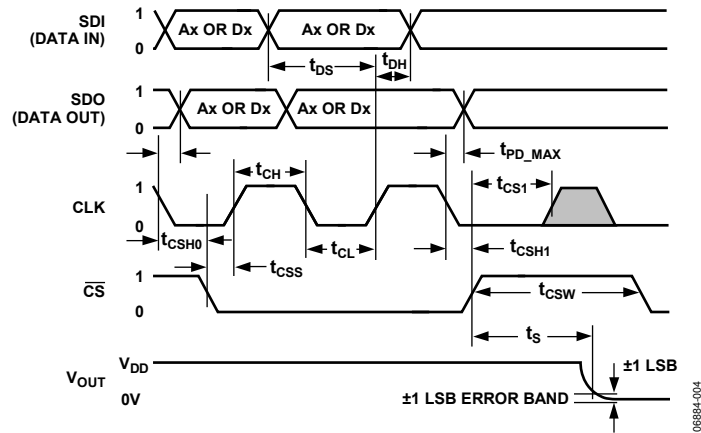 SDI
(DATA IN)
1
0
Ax OR Dx
Ax OR Dx
tDS
tDH
SDO
(DATA OUT)
1
0
Ax OR Dx
Ax OR Dx
tPD_MAX
tCH
tCS1
CLK
1
0
tCSH0
tCL
tCSH1
tCSS
CS
1
0
tCSW
tS
VOUT
VDD
0V
±1 LSB
±1 LSB ERROR BAND
06884-004